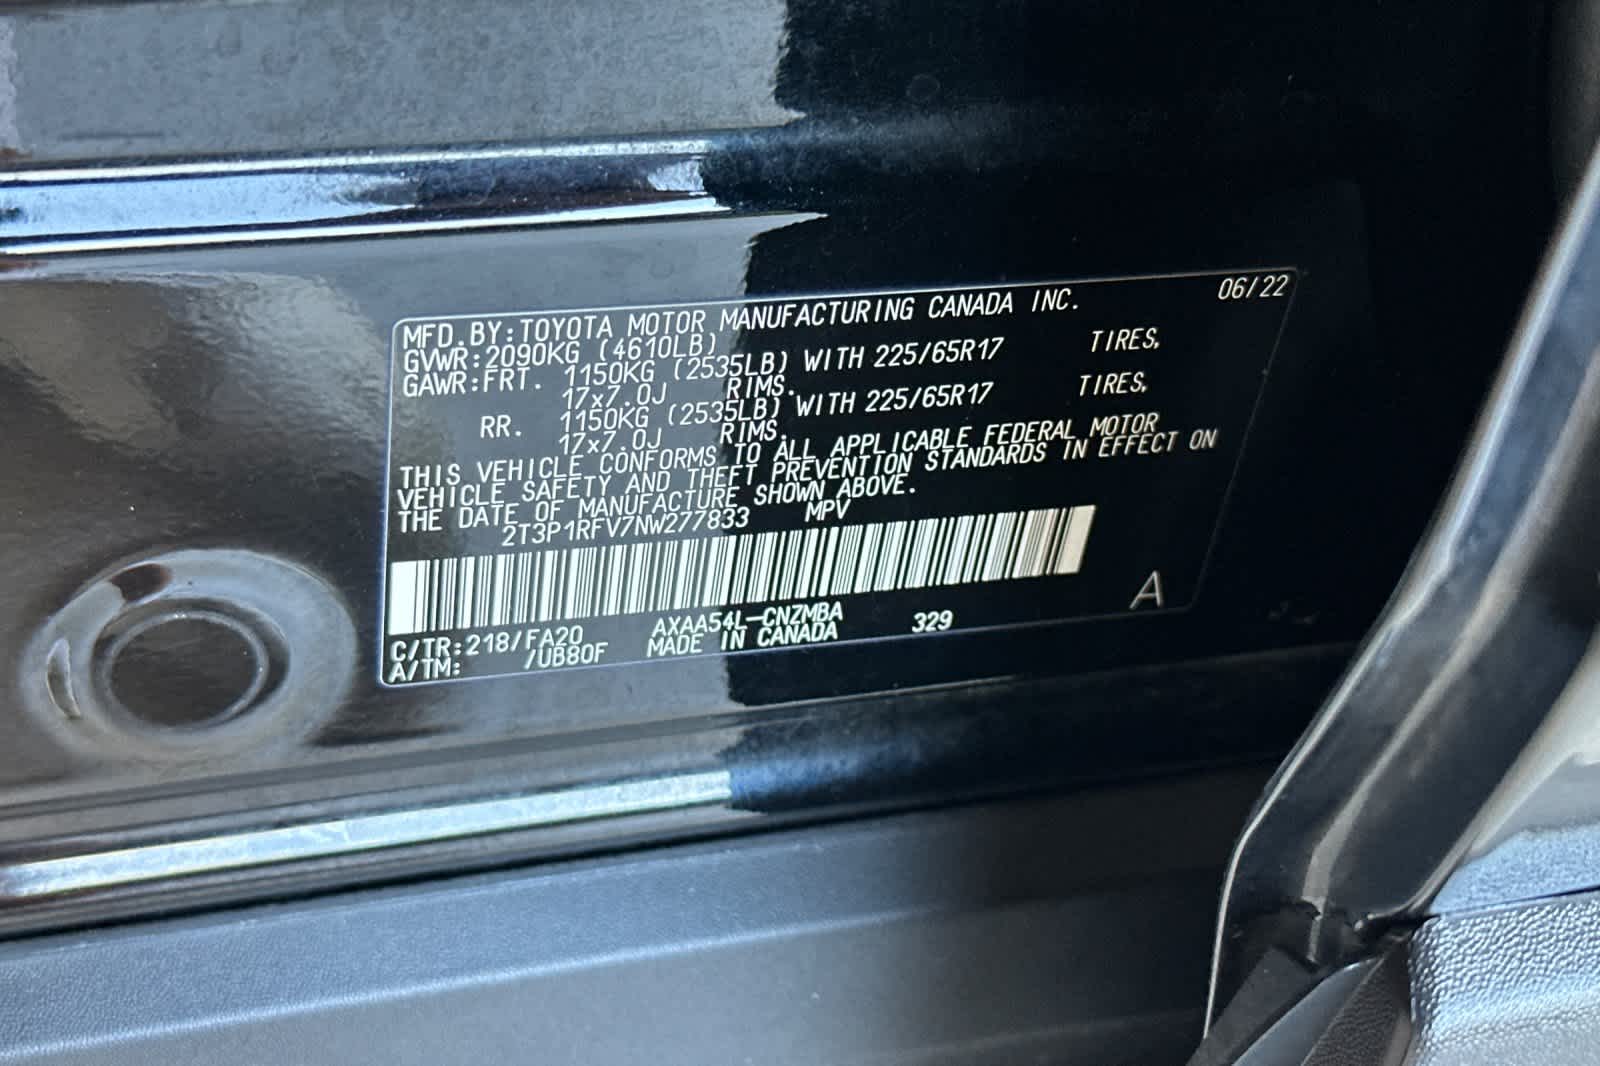 06/22
MFD.BY:TOYOTA MOTOR MANUFACTURING CANADA INC.
GVWR:2090KG (4610LB)
GAWR:FRT. 1150KG (2535LB) WITH 225/65R17 TIRES,
17x7.0J RIMS.
RR. 1150KG (2535LB) WITH 225/65R17 TIRES,
17x7.0J RIMS.
THIS VEHICLE CONFORMS TO ALL APPLICABLE FEDERAL MOTOR
VEHICLE SAFETY AND THEFT PREVENTION STANDARDS IN EFFECT ON
THE DATE OF MANUFACTURE SHOWN ABOVE.
2T3P1RFV7NW277833 MPV
A
C/TR:218/FA20 AXAA54L-CNZMBA 329
A/TM: /UB80F MADE IN CANADA